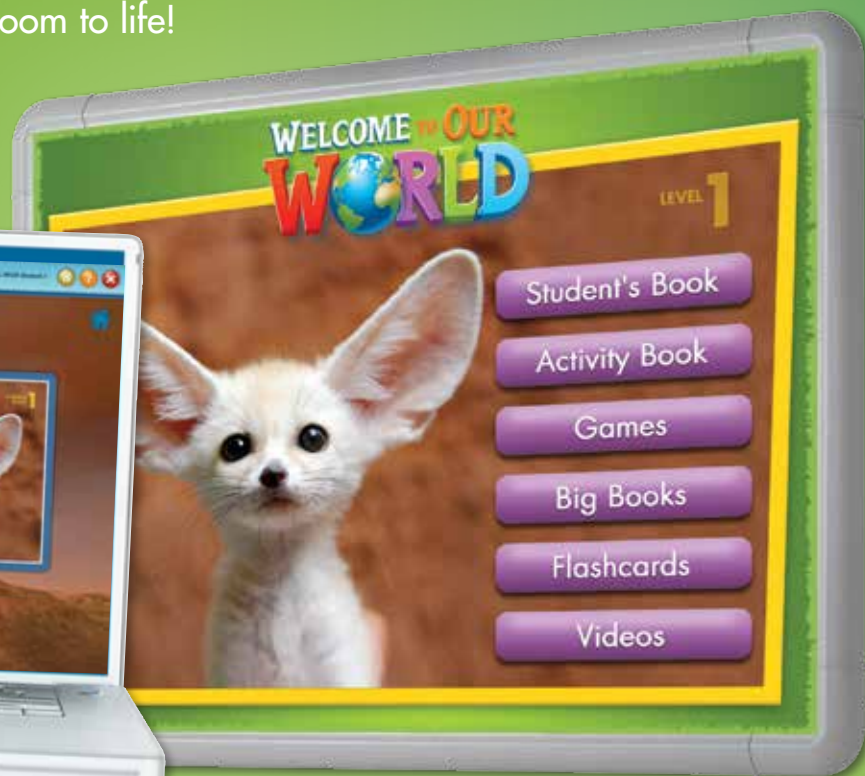 oom to life!
WELCOME TO OUR
WORLD
LEVEL 1
Student's Book
Activity Book
Games
Big Books
Flashcards
Videos